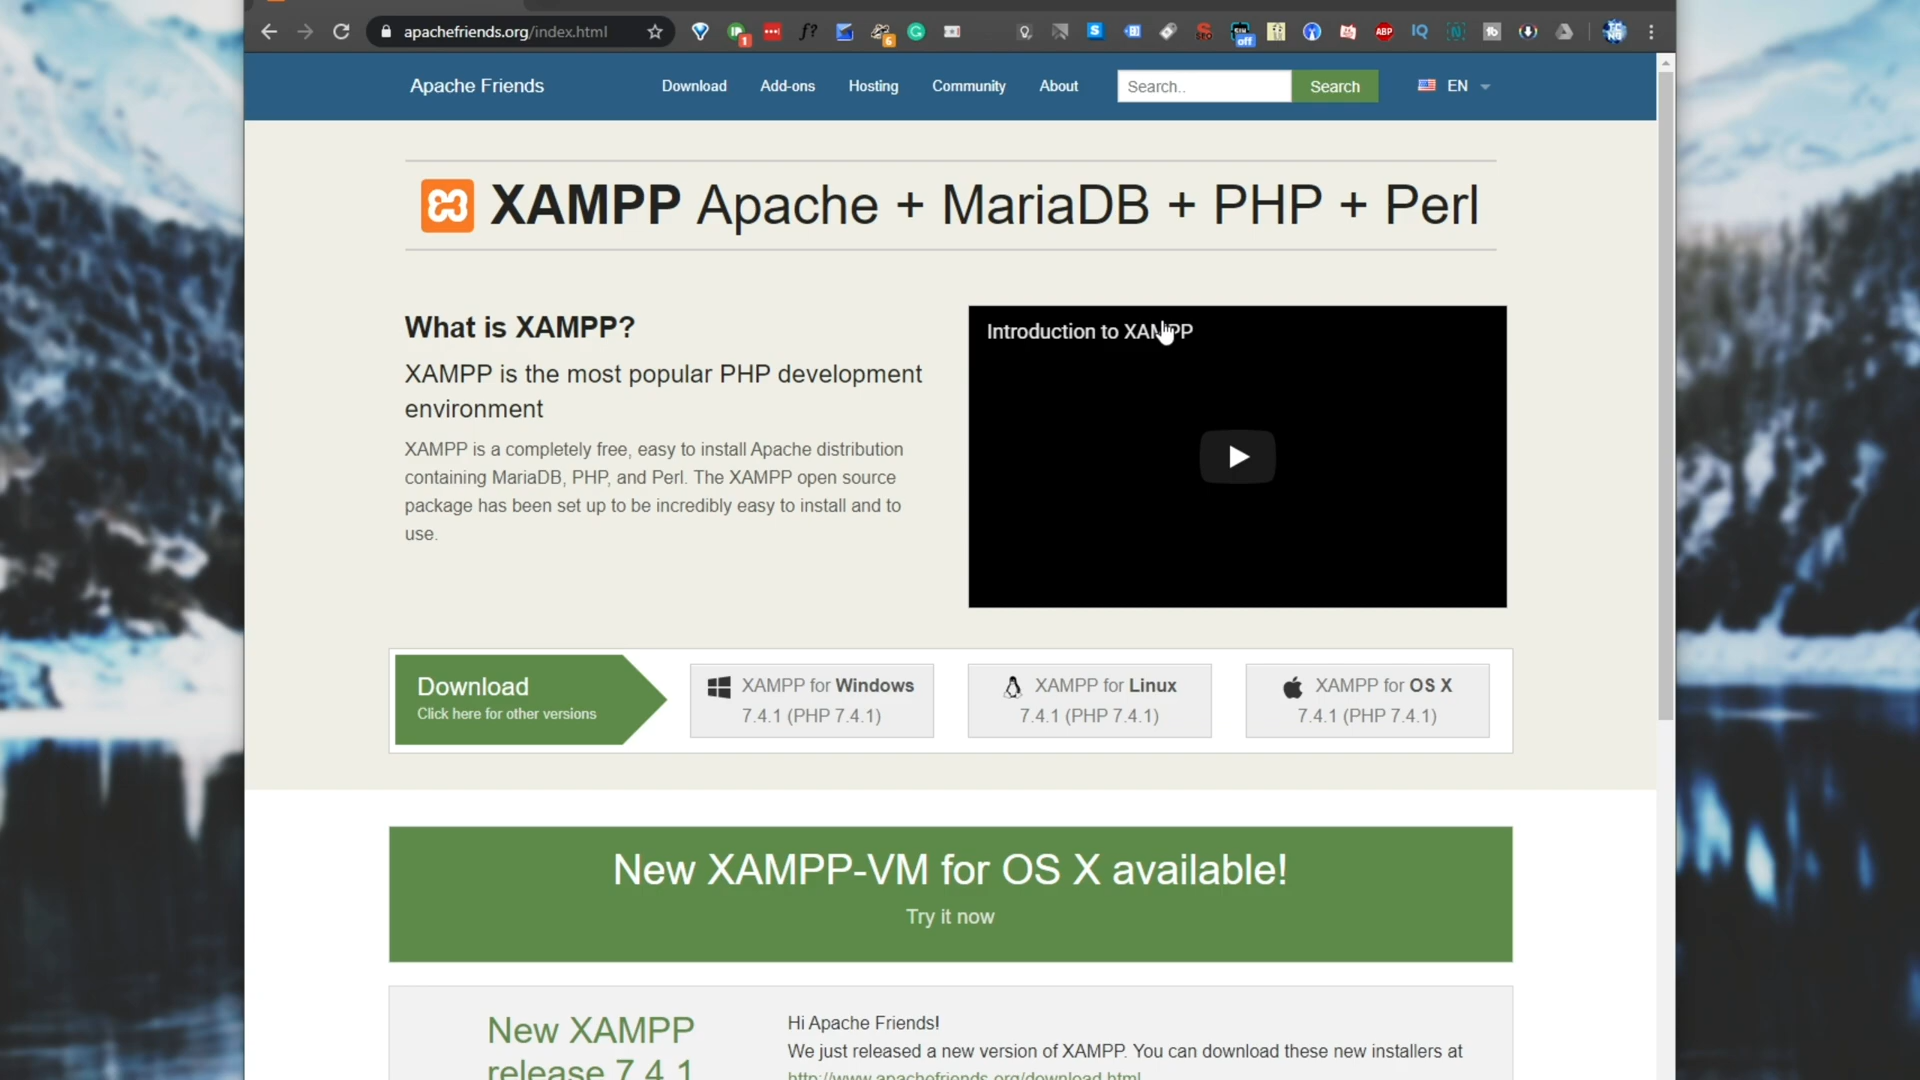 apachefriends.org/index.html
Apache Friends
Download
Add-ons
Hosting
Community
About
Search..
Search
EN
XAMPP Apache + MariaDB + PHP + Perl
What is XAMPP?
XAMPP is the most popular PHP development
environment
XAMPP is a completely free, easy to install Apache distribution
containing MariaDB, PHP, and Perl. The XAMPP open source
package has been set up to be incredibly easy to install and to
use.
Introduction to XAMPP
Download
Click here for other versions
XAMPP for Windows
7.4.1 (PHP 7.4.1)
XAMPP for Linux
7.4.1 (PHP 7.4.1)
XAMPP for OS X
7.4.1 (PHP 7.4.1)
New XAMPP-VM for OS X available!
Try it now
New XAMPP
release 7.4.1
Hi Apache Friends!
We just released a new version of XAMPP. You can download these new installers at
http://www.apachefriends.org/download.html